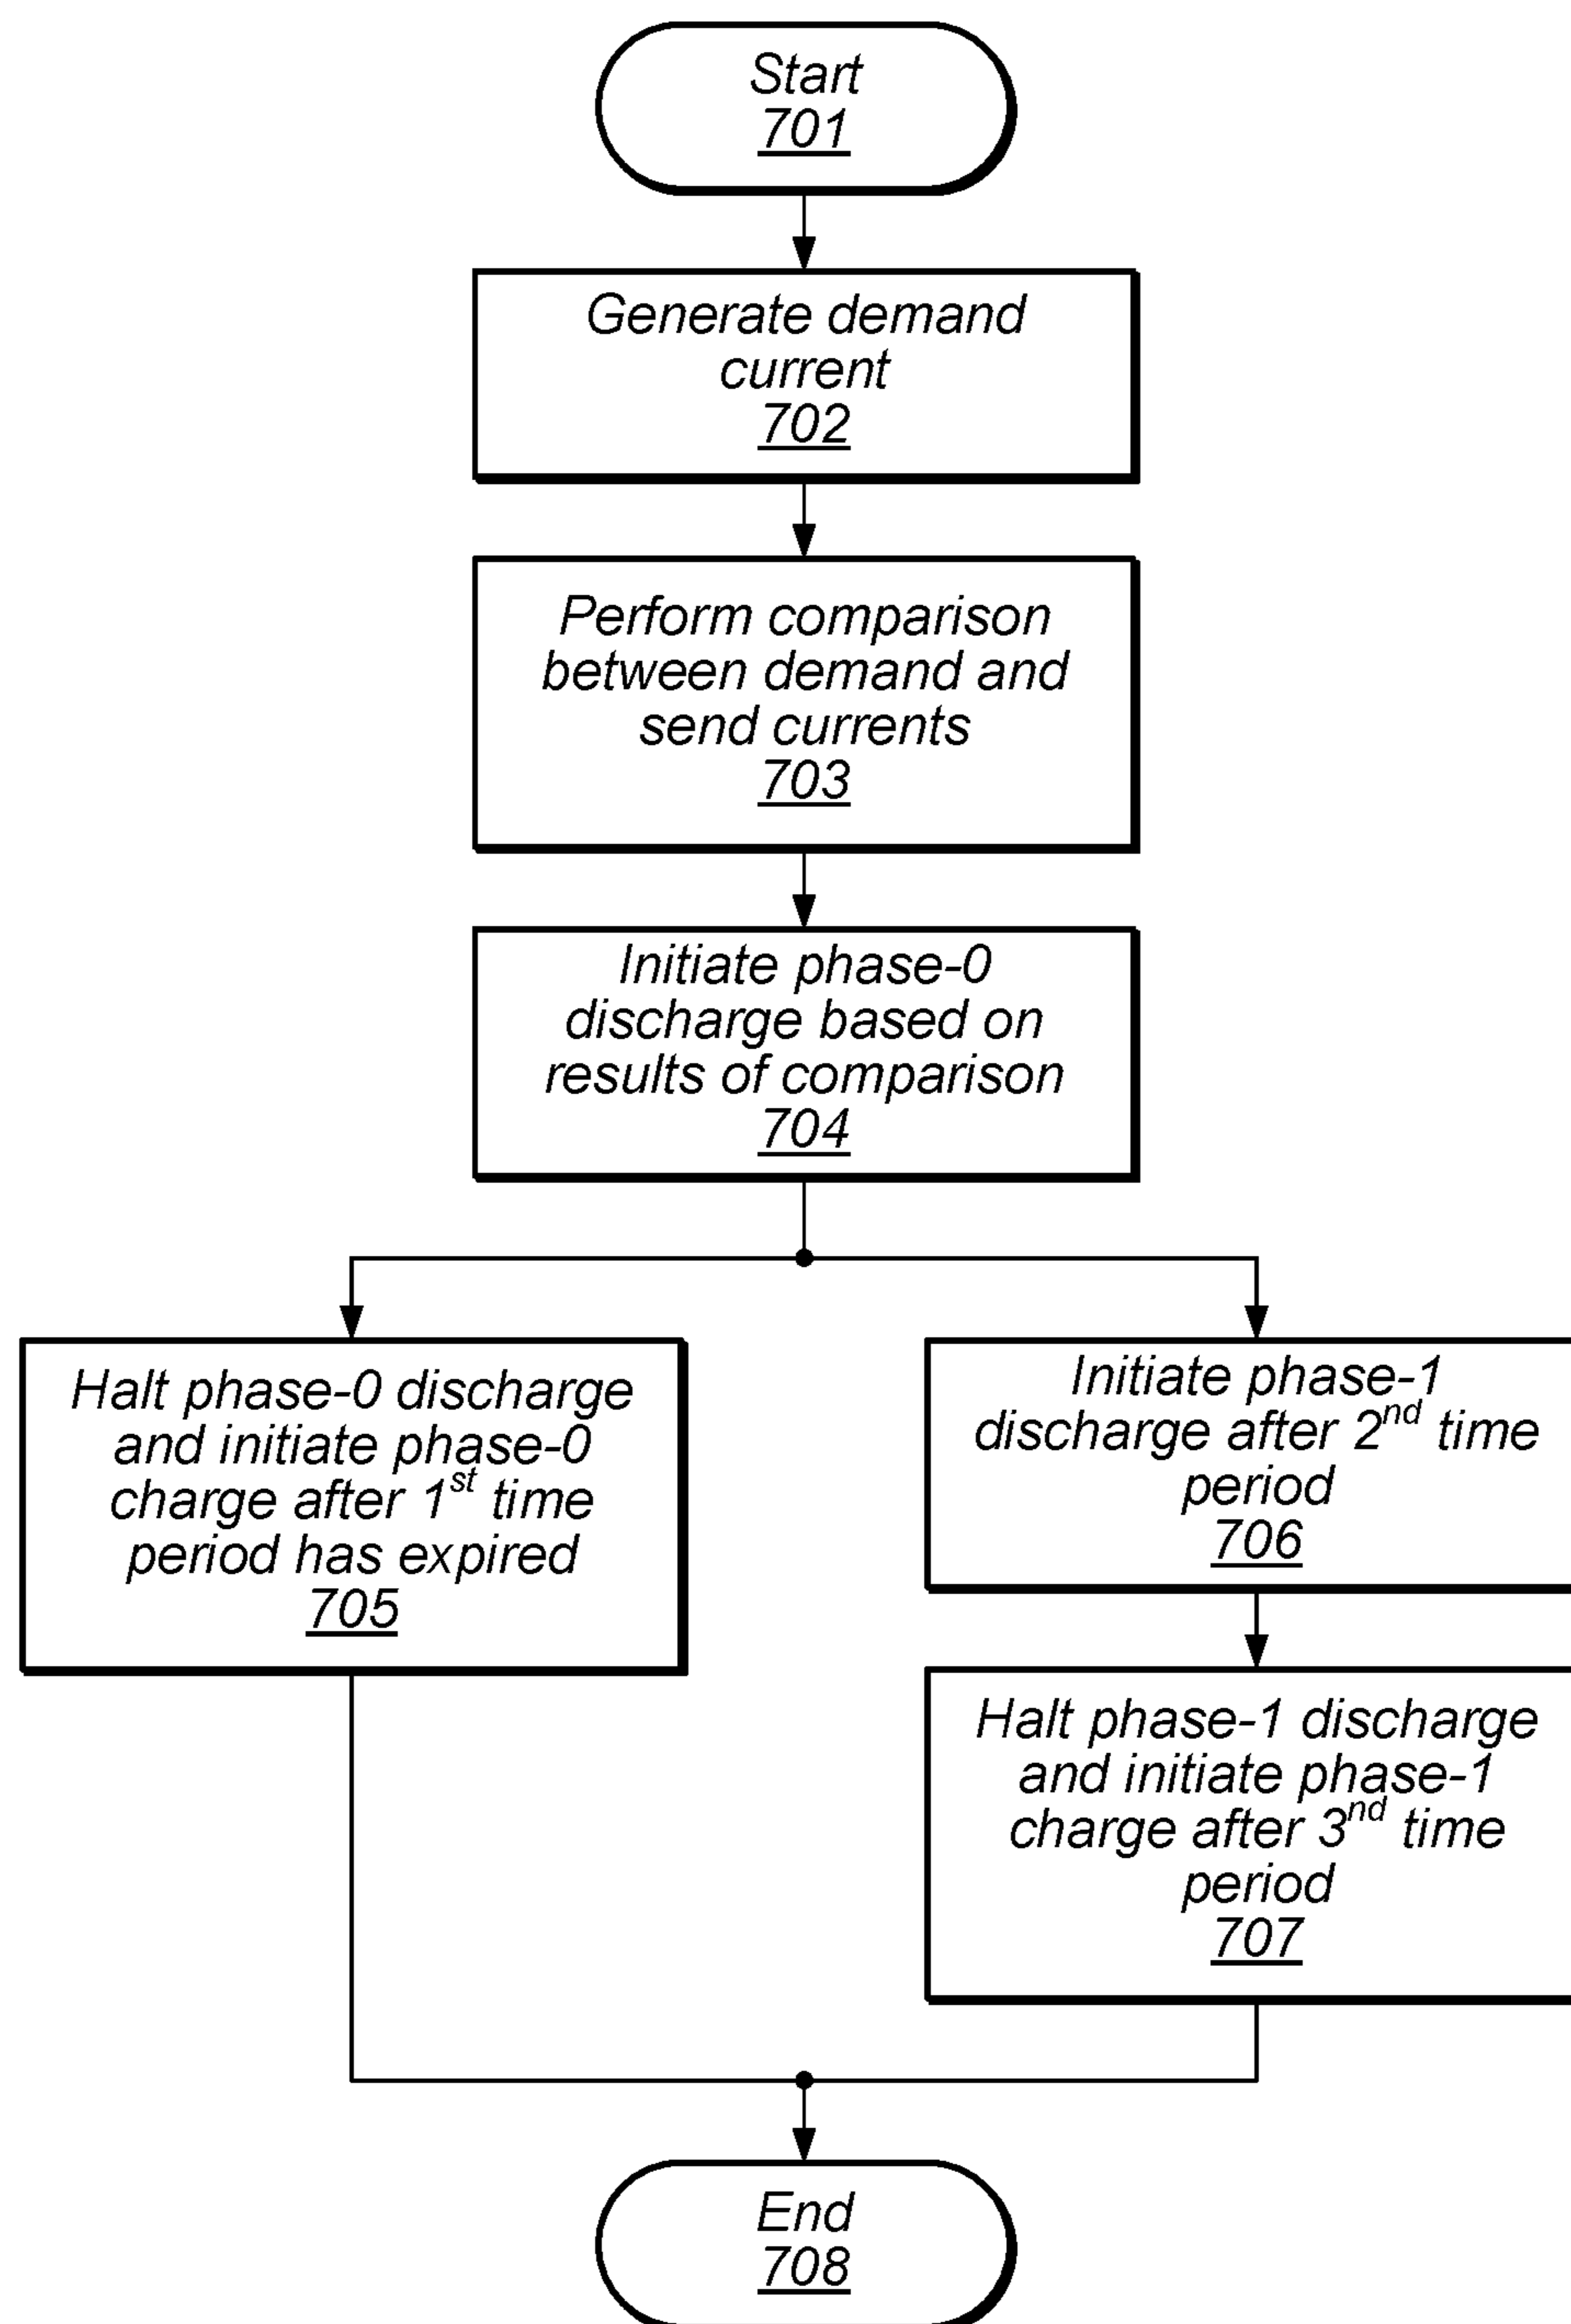 Start
701
Generate demand
current
702
Perform comparison
between demand and
send currents
703
Initiate phase-0
discharge based on
results of comparison
704
Halt phase-0 discharge
and initiate phase-0
charge after 1st time
period has expired
705
Initiate phase-1
discharge after 2nd time
period
706
Halt phase-1 discharge
and initiate phase-1
charge after 3nd time
period
707
End
708